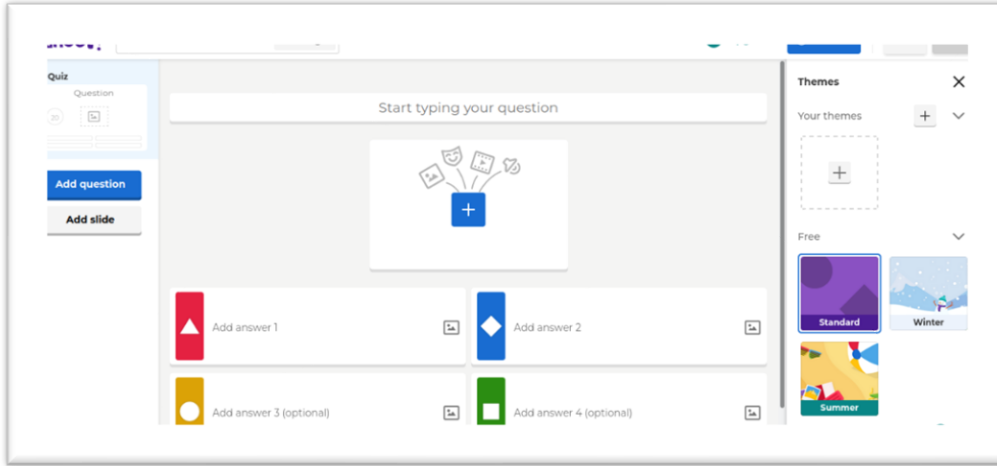 Quiz
Question
20
Add question
Add slide
Start typing your question
Add answer 1
Add answer 2
Add answer 3 (optional)
Add answer 4 (optional)
Themes
Your themes
Free
Standard
Winter
Summer